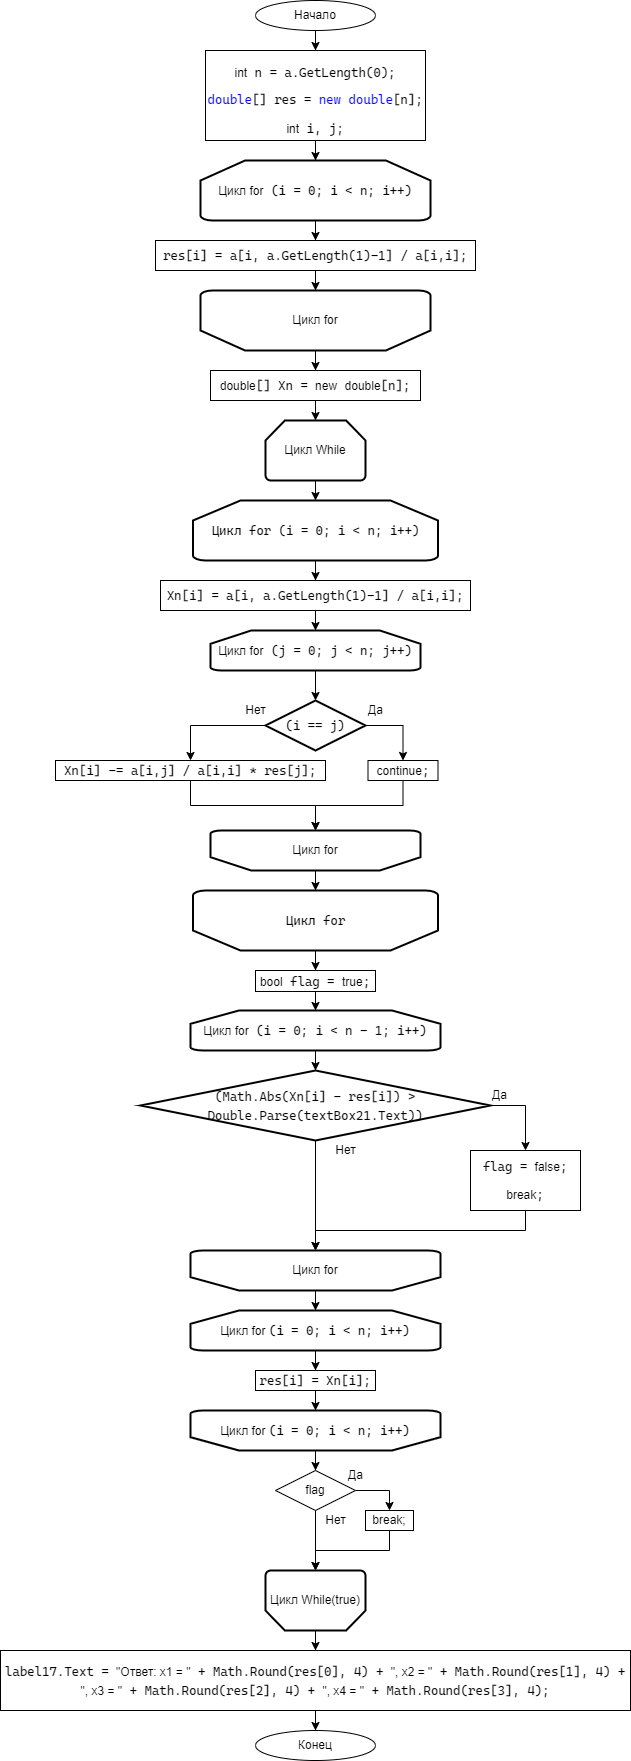 Начало
int n = a.GetLength(0);
double[] res = new double[n];
int i, j;
Цикл for (i = 0; i < n; i++)
res[i] = a[i, a.GetLength(1)-1] / a[i,i];
Цикл for
double[] Xn = new double[n];
Цикл While
Цикл for (i = 0; i < n; i++)
Xn[i] = a[i, a.GetLength(1)-1] / a[i,i];
Цикл for (j = 0; j < n; j++)
Нет
Да
(i == j)
Xn[i] -= a[i,j] / a[i,i] * res[j];
continue;
Цикл for
Цикл for
bool flag = true;
Цикл for (i = 0; i < n - 1; i++)
(Math.Abs(Xn[i] - res[i]) >
Double.Parse(textBox21.Text))
Да
Нет
flag = false;
break;
Цикл for
Цикл for (i = 0; i < n; i++)
res[i] = Xn[i];
Цикл for (i = 0; i < n; i++)
Да
flag
Нет
break;
Цикл While(true)
label17.Text = "Ответ: x1 = " + Math.Round(res[0], 4) + ", x2 = " + Math.Round(res[1], 4) +
", x3 = " + Math.Round(res[2], 4) + ", x4 = " + Math.Round(res[3], 4);
Конец